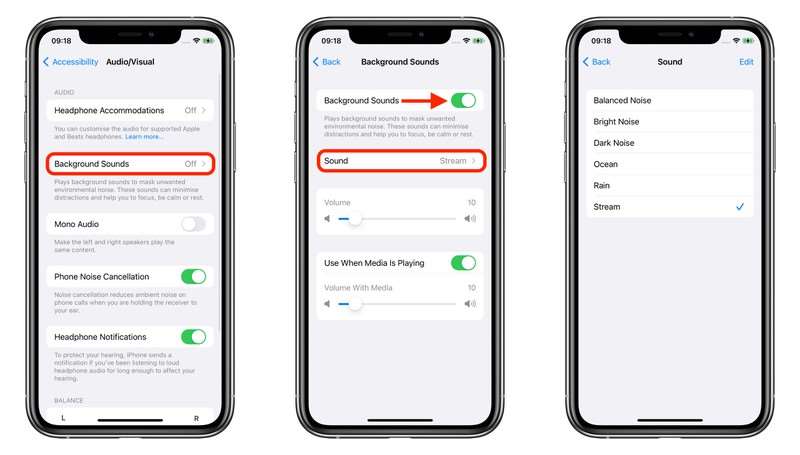 09:18
Accessibility Audio/Visual
AUDIO
Headphone Accommodations Off
You can customise the audio for supported Apple
and Beats headphones. Learn more...
Background Sounds Off
Plays background sounds to mask unwanted
environmental noise. These sounds can minimise
distractions and help you to focus, be calm or rest.
Mono Audio
Make the left and right speakers play the
same content.
Phone Noise Cancellation
Noise cancellation reduces ambient noise on
phone calls when you are holding the receiver to
your ear.
Headphone Notifications
To protect your hearing, iPhone sends a
notification if you've been listening to loud
headphone audio for long enough to affect your
hearing.
BALANCE
L R
09:18
Back Background Sounds
Background Sounds
Plays background sounds to mask unwanted
environmental noise. These sounds can minimise
distractions and help you to focus, be calm or rest.
Sound Stream
Volume 10
Use When Media Is Playing
Volume With Media 10
09:18
Back Sound Edit
Balanced Noise
Bright Noise
Dark Noise
Ocean
Rain
Stream